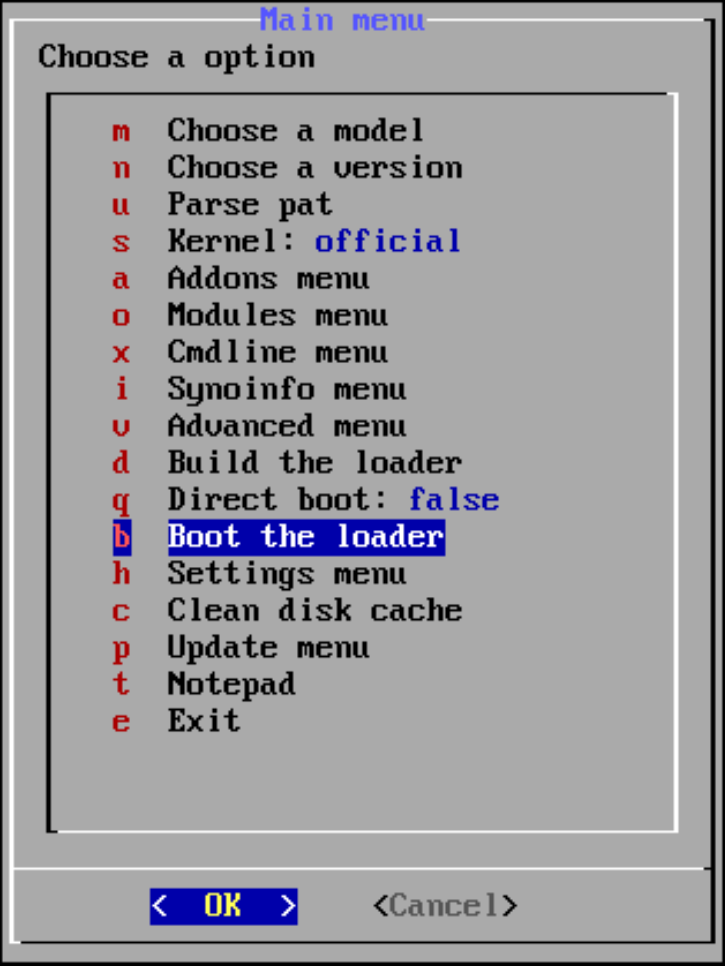 Main menu
Choose a option
m Choose a model
n Choose a version
u Parse pat
s Kernel: official
a Addons menu
o Modules menu
x Cmdline menu
i Synoinfo menu
v Advanced menu
d Build the loader
q Direct boot: false
b Boot the loader
h Settings menu
c Clean disk cache
p Update menu
t Notepad
e Exit
< OK > <Cancel>